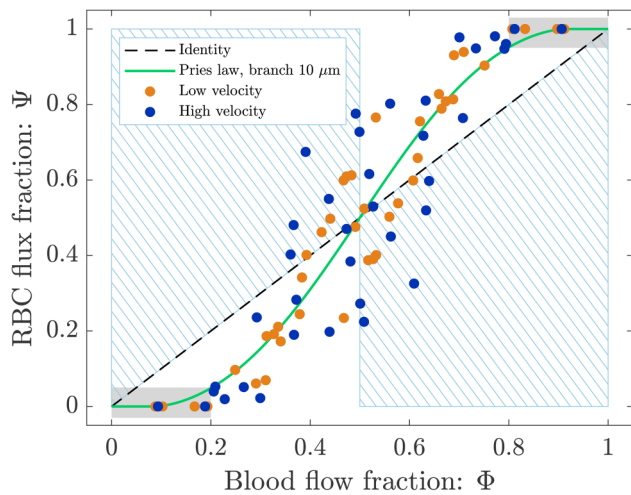 1
0.8
0.6
0.4
0.2
0
RBC flux fraction: Ψ
Identity
Pries law, branch 10 μm
Low velocity
High velocity
0 0.2 0.4 0.6 0.8 1
Blood flow fraction: Φ